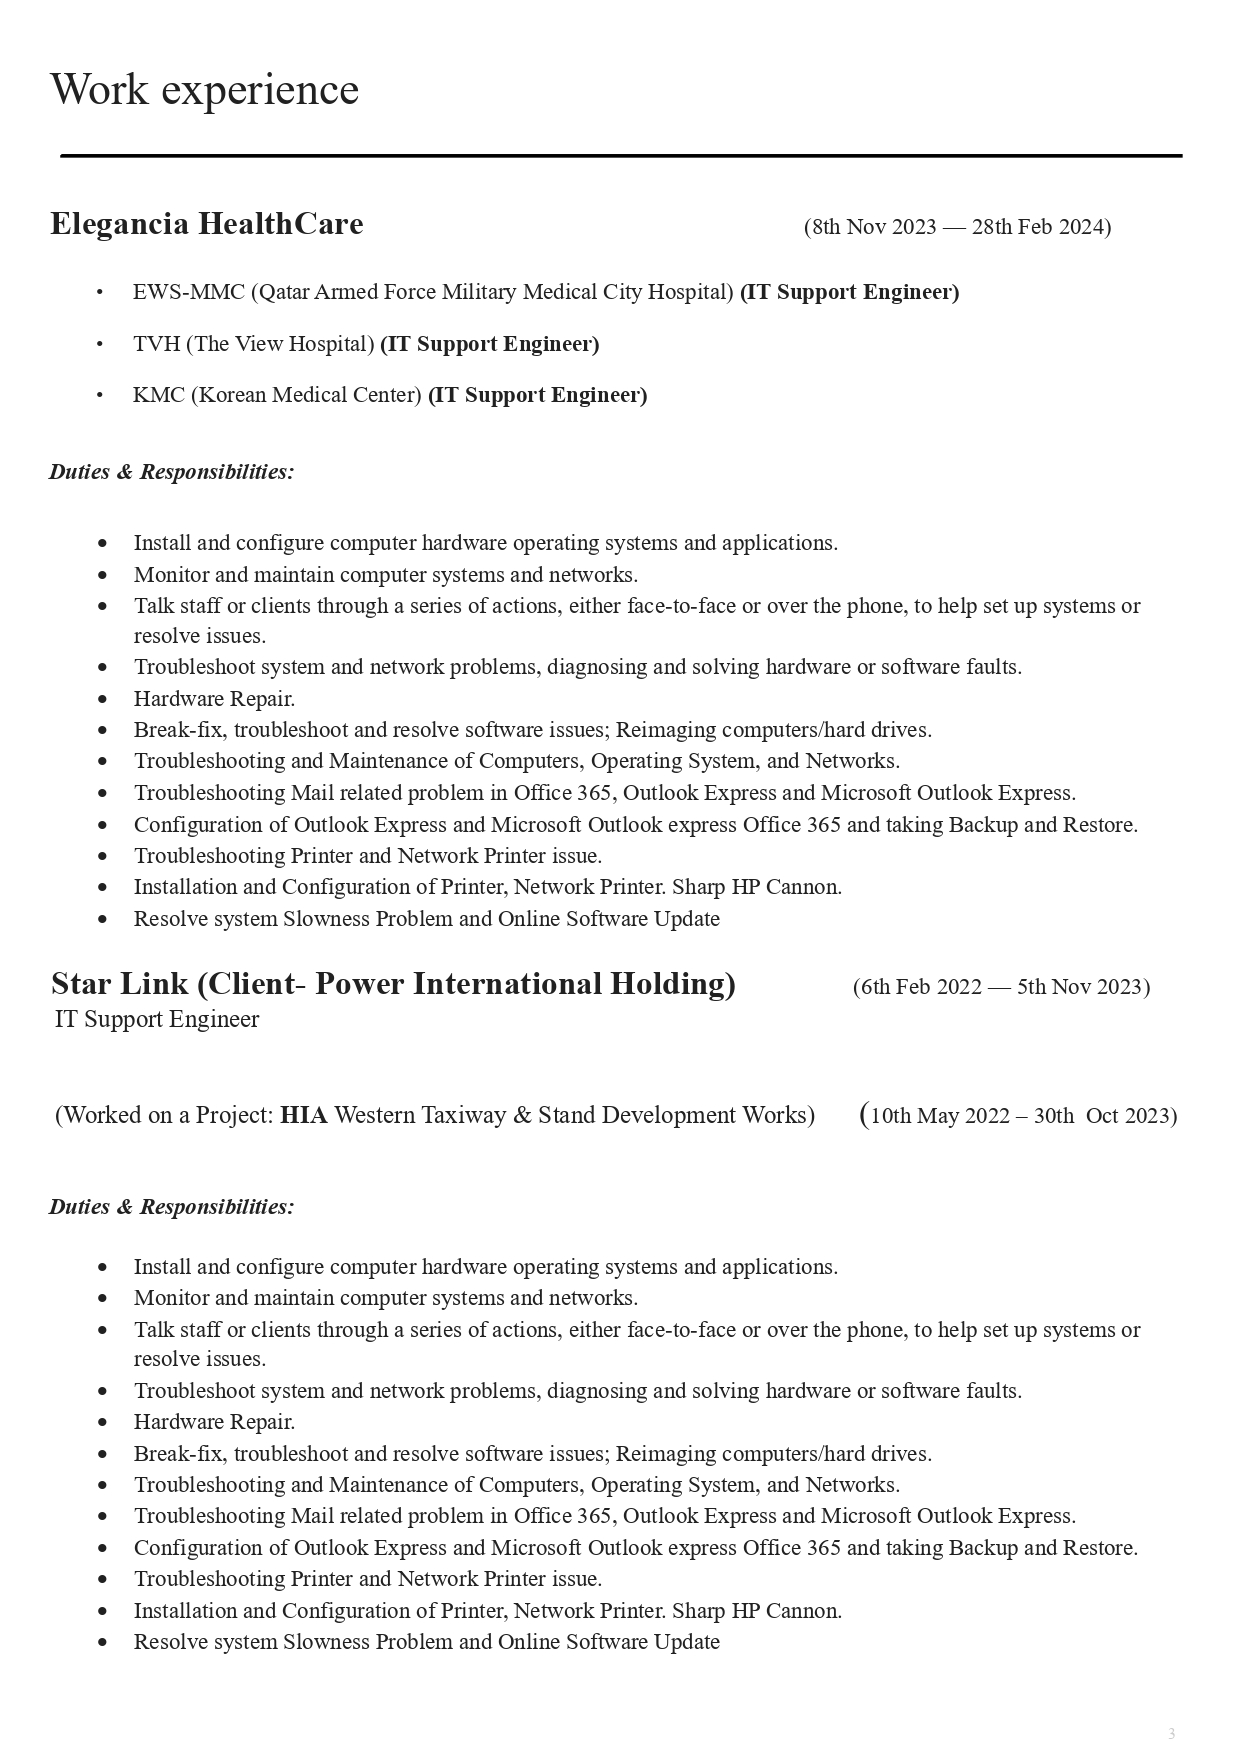 Work experience
Elegancia HealthCare (8th Nov 2023 — 28th Feb 2024)
• EWS-MMC (Qatar Armed Force Military Medical City Hospital) (IT Support Engineer)
• TVH (The View Hospital) (IT Support Engineer)
• KMC (Korean Medical Center) (IT Support Engineer)
Duties & Responsibilities:
• Install and configure computer hardware operating systems and applications.
• Monitor and maintain computer systems and networks.
• Talk staff or clients through a series of actions, either face-to-face or over the phone, to help set up systems or
resolve issues.
• Troubleshoot system and network problems, diagnosing and solving hardware or software faults.
• Hardware Repair.
• Break-fix, troubleshoot and resolve software issues; Reimaging computers/hard drives.
• Troubleshooting and Maintenance of Computers, Operating System, and Networks.
• Troubleshooting Mail related problem in Office 365, Outlook Express and Microsoft Outlook Express.
• Configuration of Outlook Express and Microsoft Outlook express Office 365 and taking Backup and Restore.
• Troubleshooting Printer and Network Printer issue.
• Installation and Configuration of Printer, Network Printer. Sharp HP Cannon.
• Resolve system Slowness Problem and Online Software Update
Star Link (Client- Power International Holding) (6th Feb 2022 — 5th Nov 2023)
IT Support Engineer
(Worked on a Project: HIA Western Taxiway & Stand Development Works) (10th May 2022 – 30th Oct 2023)
Duties & Responsibilities:
• Install and configure computer hardware operating systems and applications.
• Monitor and maintain computer systems and networks.
• Talk staff or clients through a series of actions, either face-to-face or over the phone, to help set up systems or
resolve issues.
• Troubleshoot system and network problems, diagnosing and solving hardware or software faults.
• Hardware Repair.
• Break-fix, troubleshoot and resolve software issues; Reimaging computers/hard drives.
• Troubleshooting and Maintenance of Computers, Operating System, and Networks.
• Troubleshooting Mail related problem in Office 365, Outlook Express and Microsoft Outlook Express.
• Configuration of Outlook Express and Microsoft Outlook express Office 365 and taking Backup and Restore.
• Troubleshooting Printer and Network Printer issue.
• Installation and Configuration of Printer, Network Printer. Sharp HP Cannon.
• Resolve system Slowness Problem and Online Software Update
3